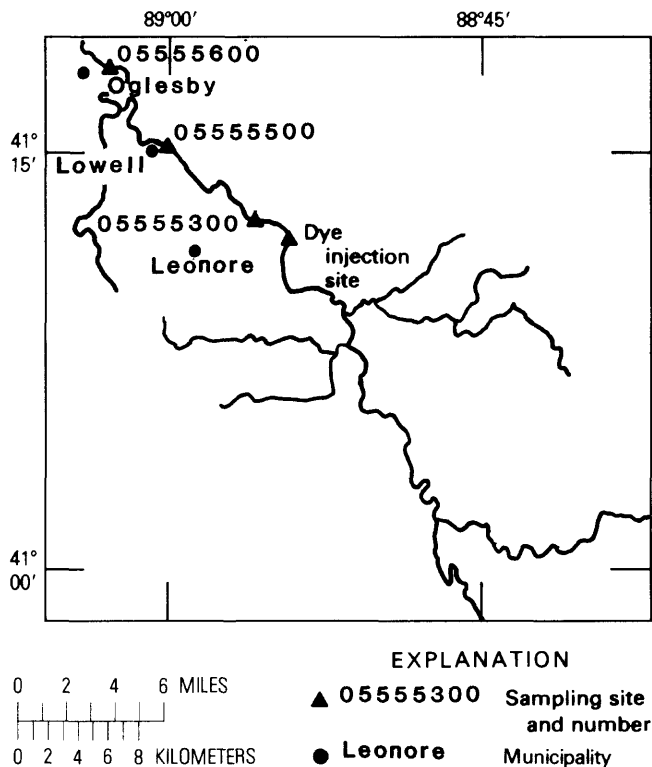 89°00′ 88°45′
05555600
Oglesby
05555500
41°
15′
Lowell
05555300
Dye
injection
site
Leonore
41°
00′
EXPLANATION
0 2 4 6 MILES
05555300 Sampling site
and number
0 2 4 6 8 KILOMETERS
Leonore Municipality